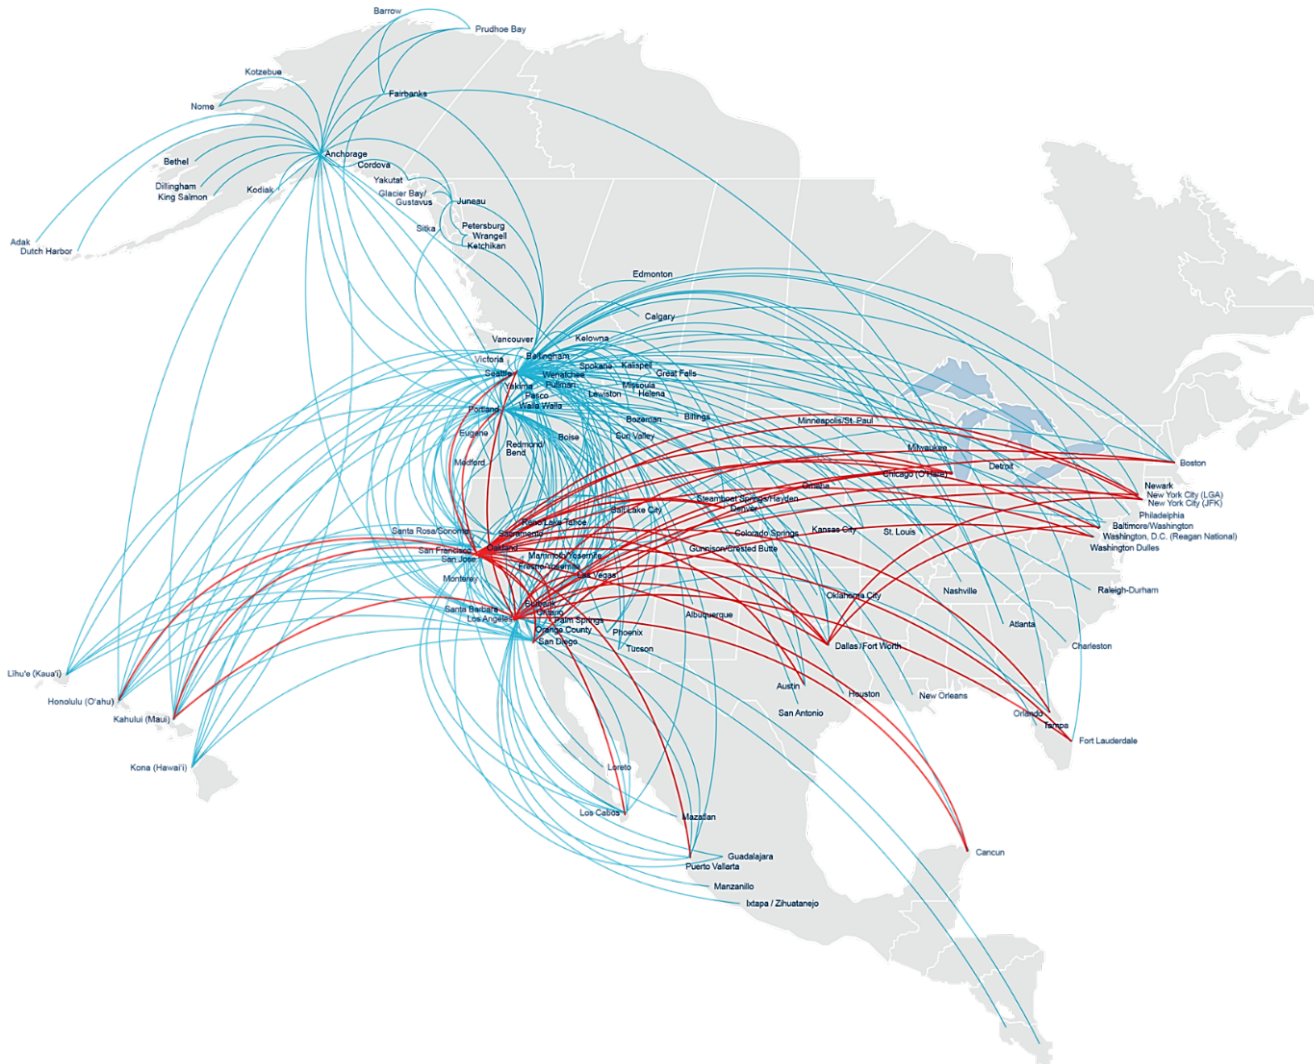 Barrow
Prudhoe Bay
Kotzebue
Fairbanks
Nome
Anchorage
Bethel
Cordova
Yakutat
Dillingham
King Salmon
Kodiak
Glacier Bay/
Gustavus
Juneau
Sitka
Petersburg
Wrangell
Ketchikan
Adak
Dutch Harbor
Edmonton
Calgary
Vancouver
Kelowna
Bellingham
Victoria
Spokane
Kalispell
Seattle
Wenatchee
Great Falls
Yakima
Pullman
Missoula
Pasco
Lewiston
Helena
Portland
Walla Walla
Bozeman
Billings
Eugene
Redmond/
Bend
Boise
Sun Valley
Minneapolis/St. Paul
Medford
Milwaukee
Detroit
Boston
Chicago (O'Hare)
Omaha
Newark
New York City (LGA)
New York City (JFK)
Steamboat Springs/Hayden
Denver
Salt Lake City
Philadelphia
Reno Lake Tahoe
Baltimore/Washington
Santa Rosa/Sonoma
Sacramento
Colorado Springs
Kansas City
St. Louis
Washington, D.C. (Reagan National)
San Francisco
Oakland
Gunnison/Crested Butte
Washington Dulles
San Jose
Mammoth/Yosemite
Fresno/Yosemite
Las Vegas
Monterey
Oklahoma City
Nashville
Raleigh-Durham
Santa Barbara
Burbank
Ontario
Los Angeles
Palm Springs
Albuquerque
Atlanta
Orange County
Phoenix
San Diego
Tucson
Dallas /Fort Worth
Charleston
Lihu'e (Kaua'i)
Austin
Houston
New Orleans
Honolulu (O'ahu)
San Antonio
Orlando
Kahului (Maui)
Tampa
Fort Lauderdale
Kona (Hawai'i)
Loreto
Los Cabos
Mazatlan
Guadalajara
Cancun
Puerto Vallarta
Manzanillo
Ixtapa / Zihuatanejo